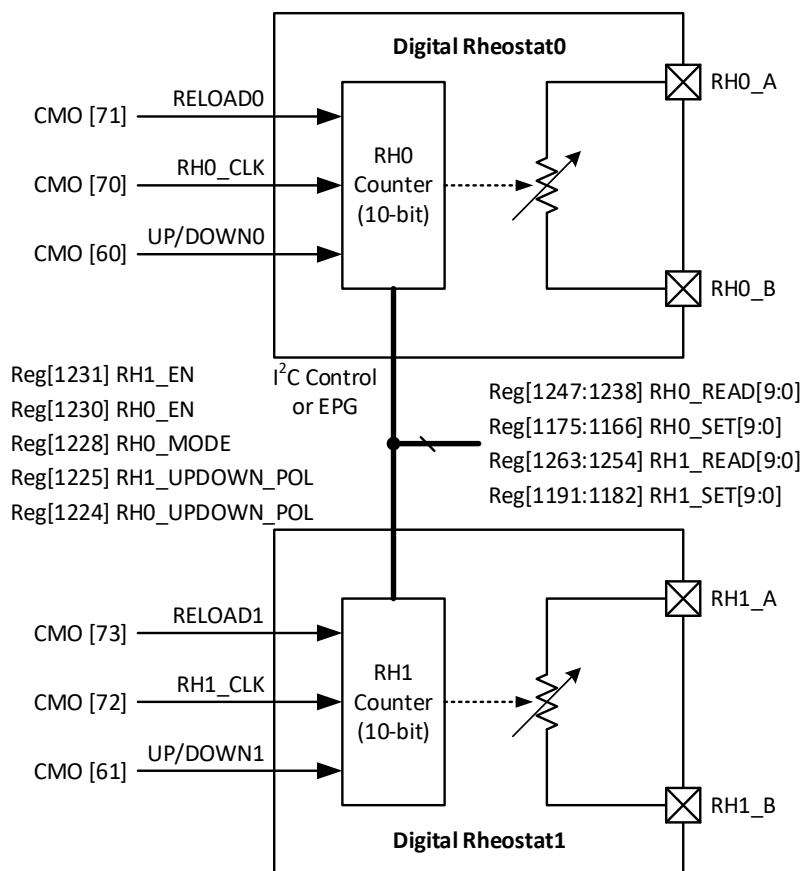 Digital Rheostat0
CMO [71]
RELOAD0
CMO [70]
RH0_CLK
CMO [60]
UP/DOWN0
RH0
Counter
(10-bit)
RH0_A
RH0_B
Reg[1231] RH1_EN
Reg[1230] RH0_EN
Reg[1228] RH0_MODE
Reg[1225] RH1_UPDOWN_POL
Reg[1224] RH0_UPDOWN_POL
I²C Control
or EPG
Reg[1247:1238] RH0_READ[9:0]
Reg[1175:1166] RH0_SET[9:0]
Reg[1263:1254] RH1_READ[9:0]
Reg[1191:1182] RH1_SET[9:0]
CMO [73]
RELOAD1
CMO [72]
RH1_CLK
CMO [61]
UP/DOWN1
RH1
Counter
(10-bit)
RH1_A
RH1_B
Digital Rheostat1